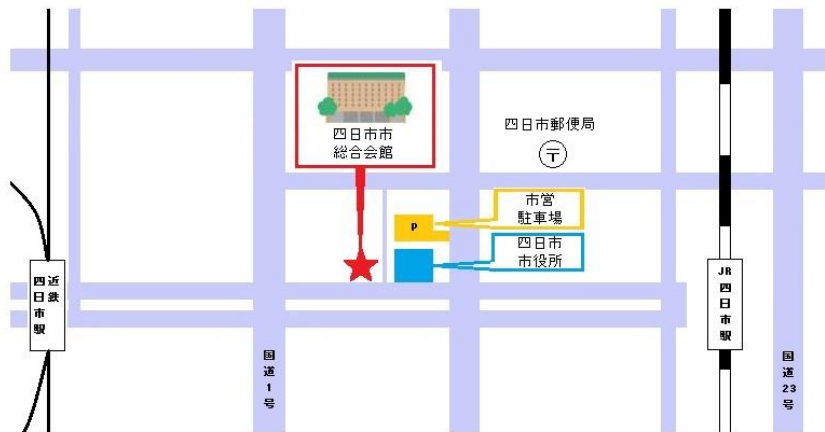 四日市市
総合会館
四日市郵便局
〒
市営
駐車場
P
四日市
市役所
近鉄
四日市駅
JR
四日市駅
国道1号
国道23号